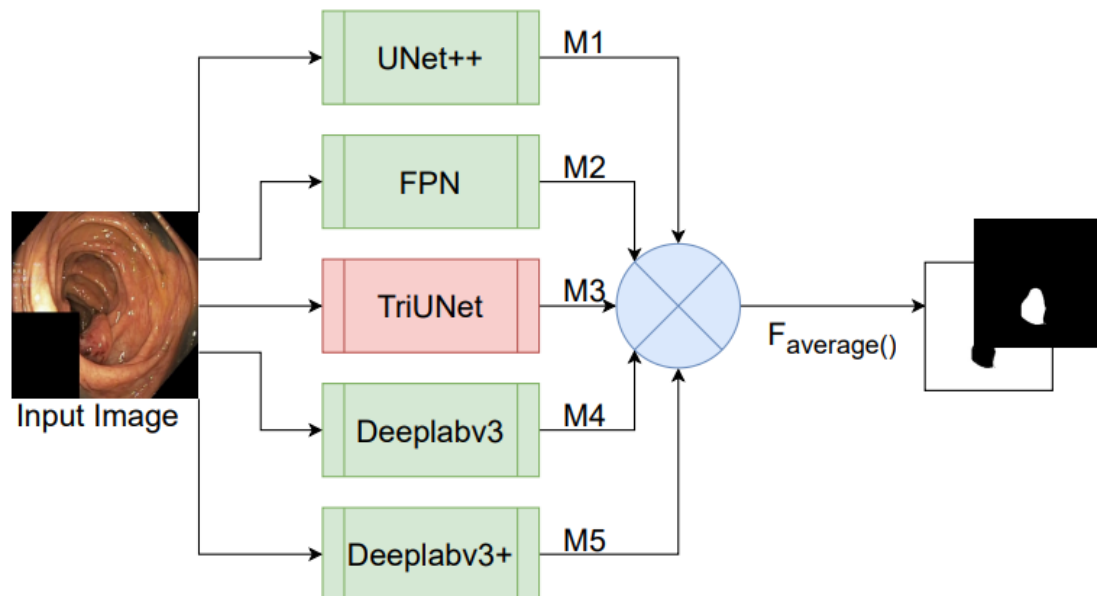 UNet++
M1
FPN
M2
TriUNet
M3
Input Image
Deeplabv3
M4
Deeplabv3+
M5
Faverage()